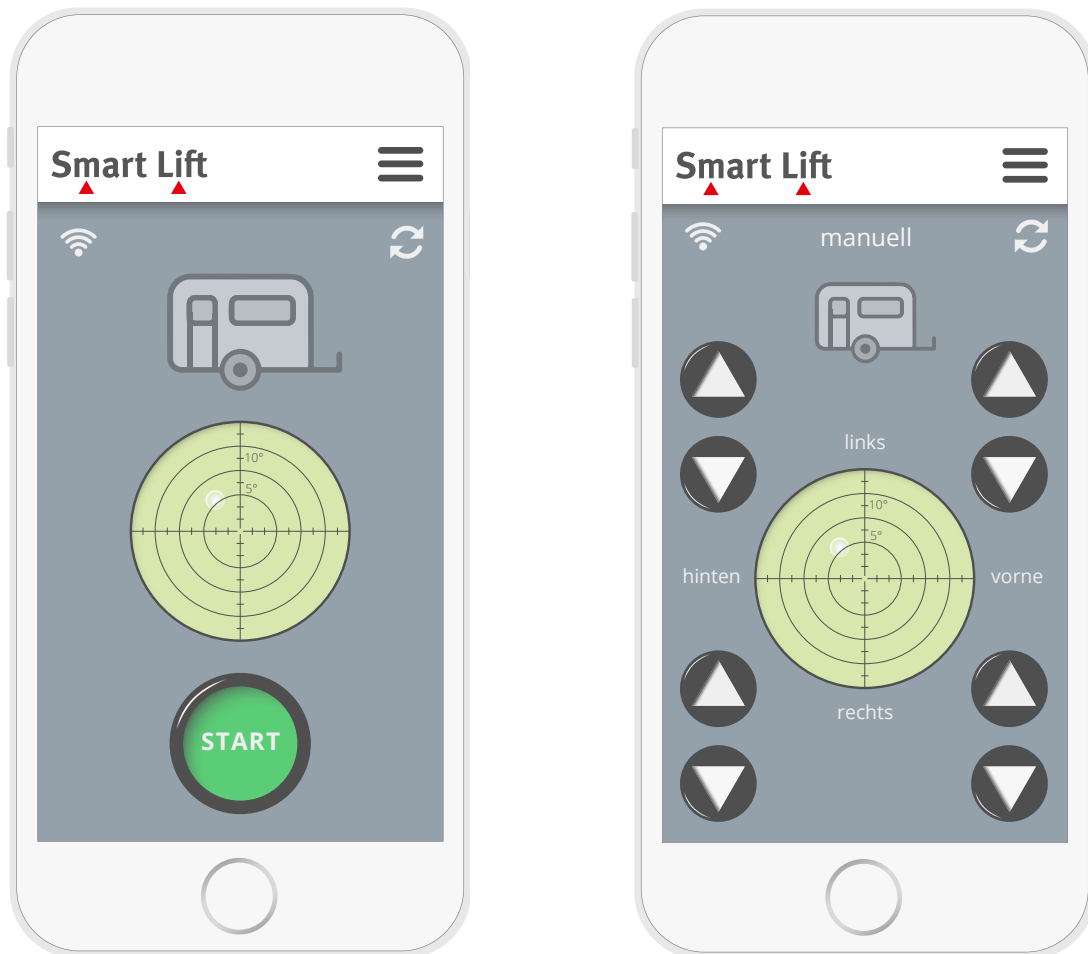 Smart Lift
10°
5°
START
Smart Lift
manuell
links
10°
5°
hinten
vorne
rechts